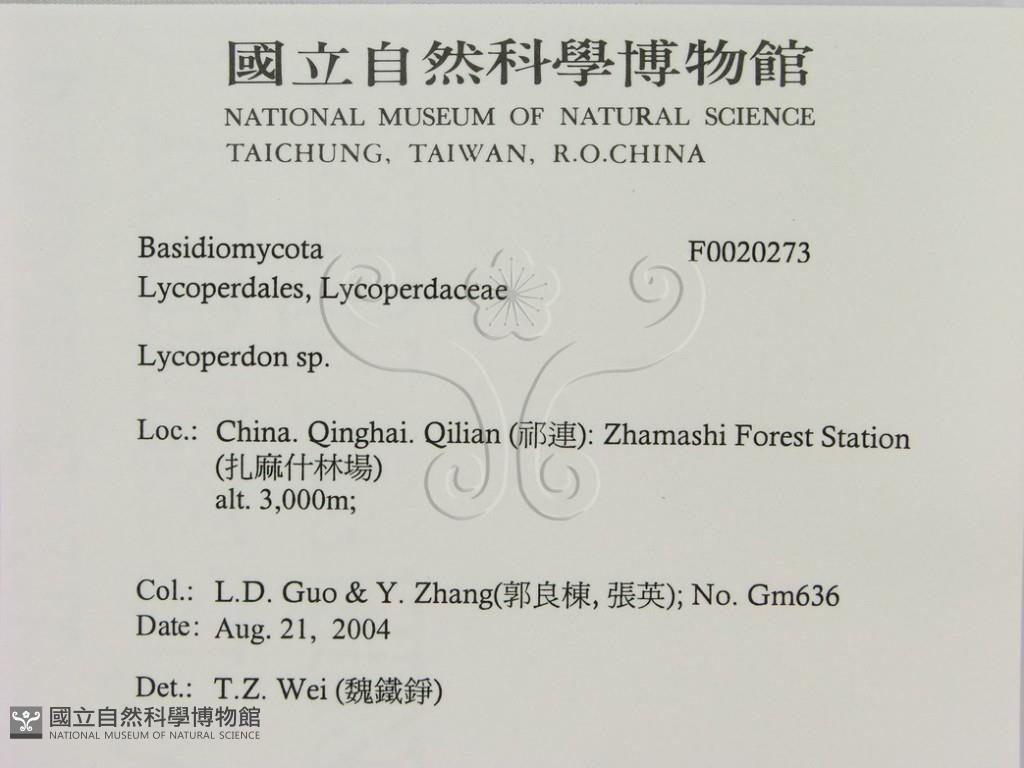 國立自然科學博物館
NATIONAL MUSEUM OF NATURAL SCIENCE
TAICHUNG, TAIWAN, R.O.CHINA
Basidiomycota F0020273
Lycoperdales, Lycoperdaceae
Lycoperdon sp.
Loc.: China. Qinghai. Qilian (祁連): Zhamashi Forest Station
(扎麻什林場)
alt. 3,000m;
Col.: L.D. Guo & Y. Zhang(郭良棟, 張英); No. Gm636
Date: Aug. 21, 2004
Det.: T.Z. Wei (魏鐵錚)
國立自然科學博物館
NATIONAL MUSEUM OF NATURAL SCIENCE